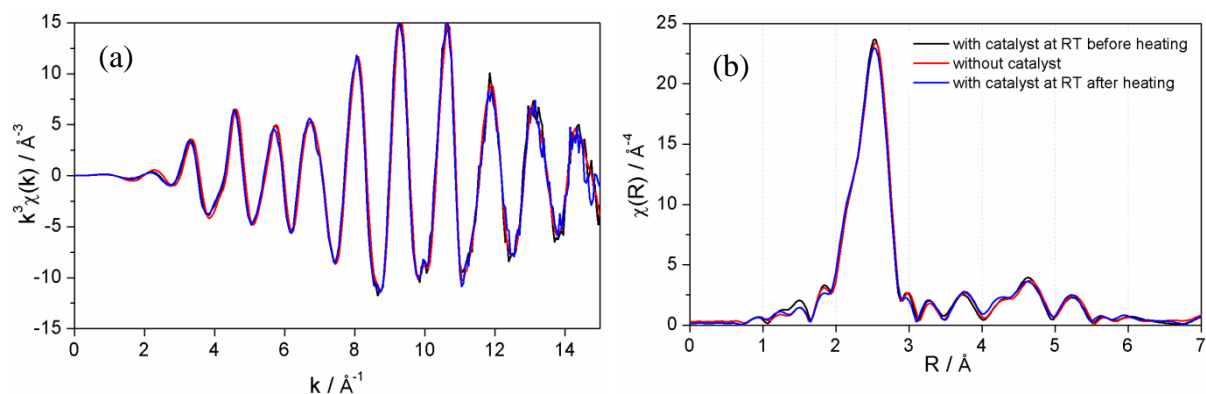 (a)
15
10
5
0
-5
-10
-15
k³χ(k) / Å⁻³
0 2 4 6 8 10 12 14
k / Å⁻¹
(b)
25
20
15
10
5
0
χ(R) / Å⁻⁴
with catalyst at RT before heating
without catalyst
with catalyst at RT after heating
0 1 2 3 4 5 6 7
R / Å